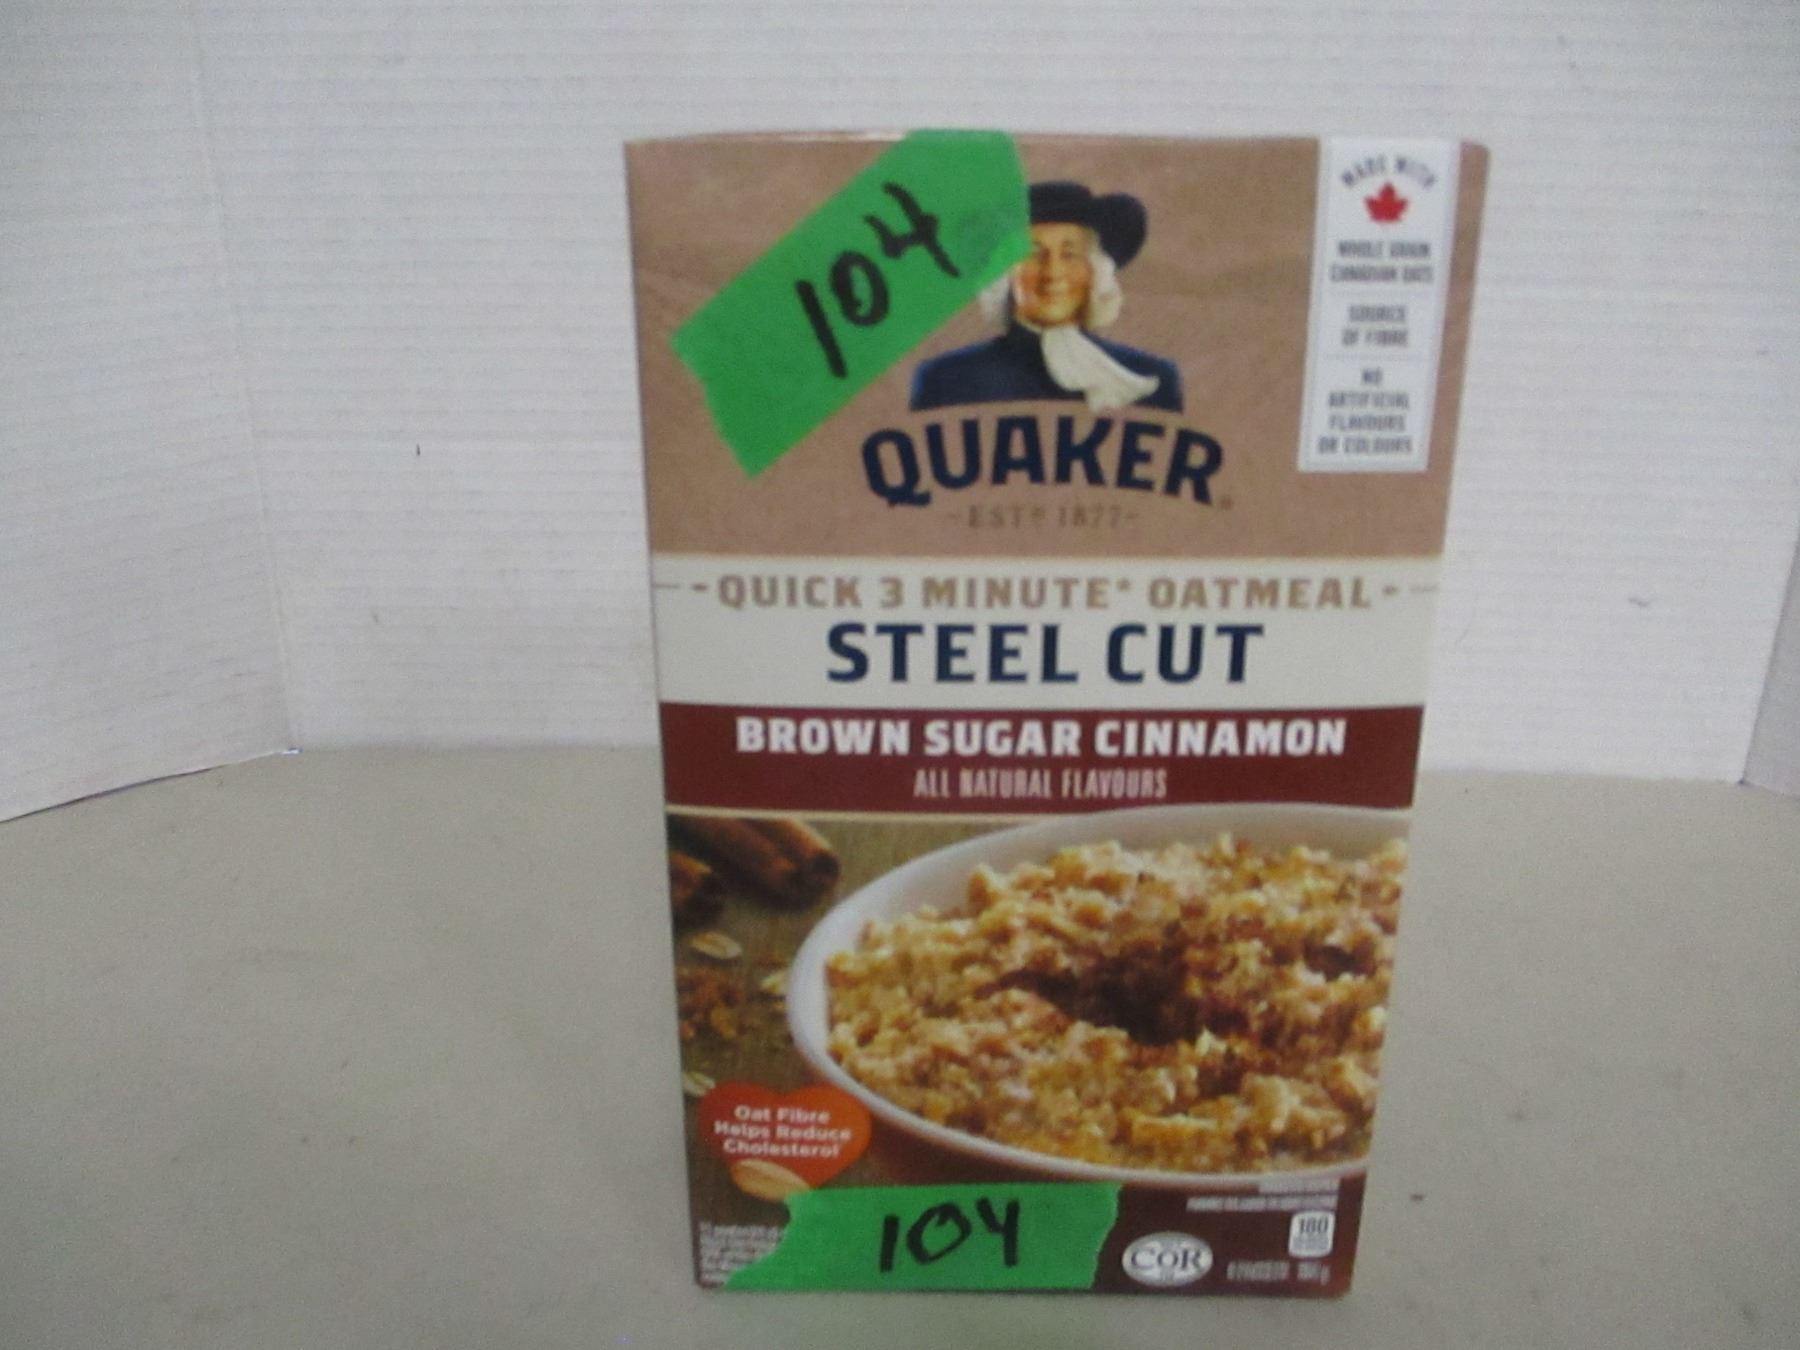 104
MADE WITH
WHOLE GRAIN
CANADIAN OATS
SOURCE
OF FIBRE
NO
ARTIFICIAL
FLAVOURS
OR COLOURS
QUAKER®
-ESTD 1877-
- QUICK 3 MINUTE* OATMEAL -
STEEL CUT
BROWN SUGAR CINNAMON
ALL NATURAL FLAVOURS
Oat Fibre
Helps Reduce
Cholesterol
104
180
COR